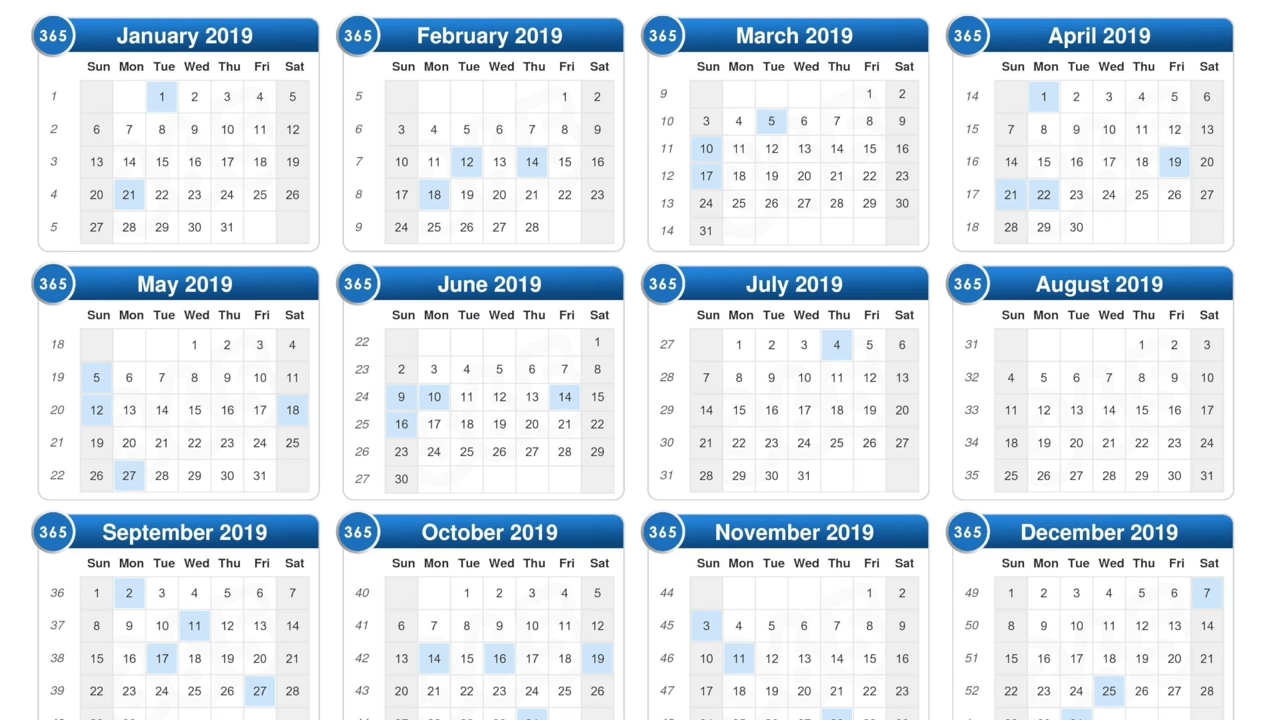 365 January 2019
Sun Mon Tue Wed Thu Fri Sat
1 1 2 3 4 5
2 6 7 8 9 10 11 12
3 13 14 15 16 17 18 19
4 20 21 22 23 24 25 26
5 27 28 29 30 31
365 February 2019
Sun Mon Tue Wed Thu Fri Sat
5 1 2
6 3 4 5 6 7 8 9
7 10 11 12 13 14 15 16
8 17 18 19 20 21 22 23
9 24 25 26 27 28
365 March 2019
Sun Mon Tue Wed Thu Fri Sat
9 1 2
10 3 4 5 6 7 8 9
11 10 11 12 13 14 15 16
12 17 18 19 20 21 22 23
13 24 25 26 27 28 29 30
14 31
365 April 2019
Sun Mon Tue Wed Thu Fri Sat
14 1 2 3 4 5 6
15 7 8 9 10 11 12 13
16 14 15 16 17 18 19 20
17 21 22 23 24 25 26 27
18 28 29 30
365 May 2019
Sun Mon Tue Wed Thu Fri Sat
18 1 2 3 4
19 5 6 7 8 9 10 11
20 12 13 14 15 16 17 18
21 19 20 21 22 23 24 25
22 26 27 28 29 30 31
365 June 2019
Sun Mon Tue Wed Thu Fri Sat
22 1
23 2 3 4 5 6 7 8
24 9 10 11 12 13 14 15
25 16 17 18 19 20 21 22
26 23 24 25 26 27 28 29
27 30
365 July 2019
Sun Mon Tue Wed Thu Fri Sat
27 1 2 3 4 5 6
28 7 8 9 10 11 12 13
29 14 15 16 17 18 19 20
30 21 22 23 24 25 26 27
31 28 29 30 31
365 August 2019
Sun Mon Tue Wed Thu Fri Sat
31 1 2 3
32 4 5 6 7 8 9 10
33 11 12 13 14 15 16 17
34 18 19 20 21 22 23 24
35 25 26 27 28 29 30 31
365 September 2019
Sun Mon Tue Wed Thu Fri Sat
36 1 2 3 4 5 6 7
37 8 9 10 11 12 13 14
38 15 16 17 18 19 20 21
39 22 23 24 25 26 27 28
365 October 2019
Sun Mon Tue Wed Thu Fri Sat
40 1 2 3 4 5
41 6 7 8 9 10 11 12
42 13 14 15 16 17 18 19
43 20 21 22 23 24 25 26
365 November 2019
Sun Mon Tue Wed Thu Fri Sat
44 1 2
45 3 4 5 6 7 8 9
46 10 11 12 13 14 15 16
47 17 18 19 20 21 22 23
365 December 2019
Sun Mon Tue Wed Thu Fri Sat
49 1 2 3 4 5 6 7
50 8 9 10 11 12 13 14
51 15 16 17 18 19 20 21
52 22 23 24 25 26 27 28